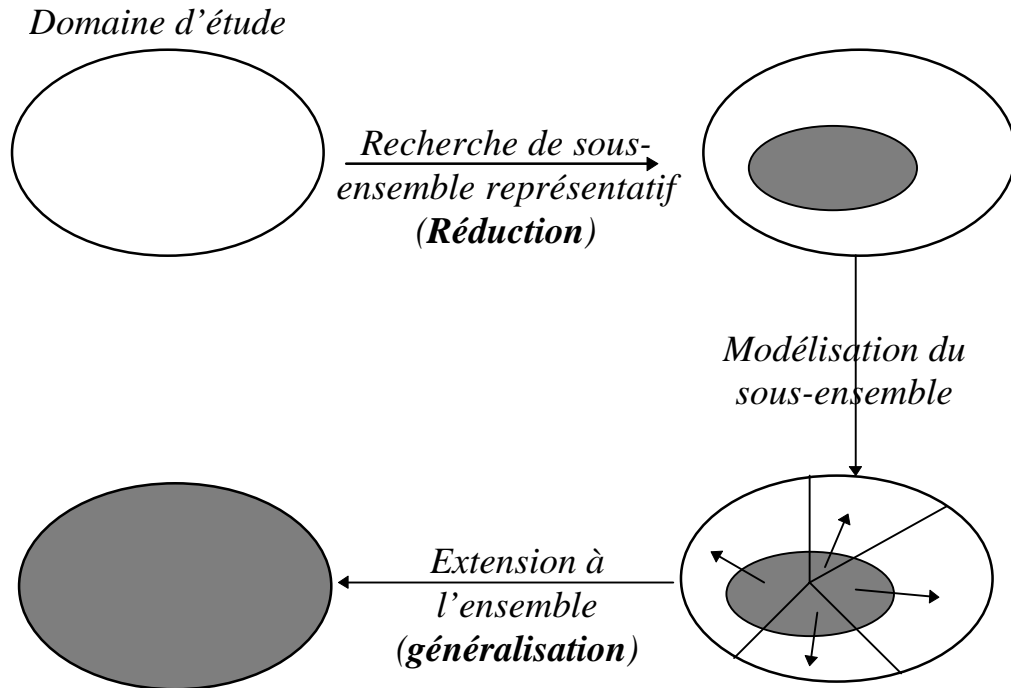 Domaine d'étude
Recherche de sous-
ensemble représentatif
(Réduction)
Modélisation du
sous-ensemble
Extension à
l'ensemble
(généralisation)